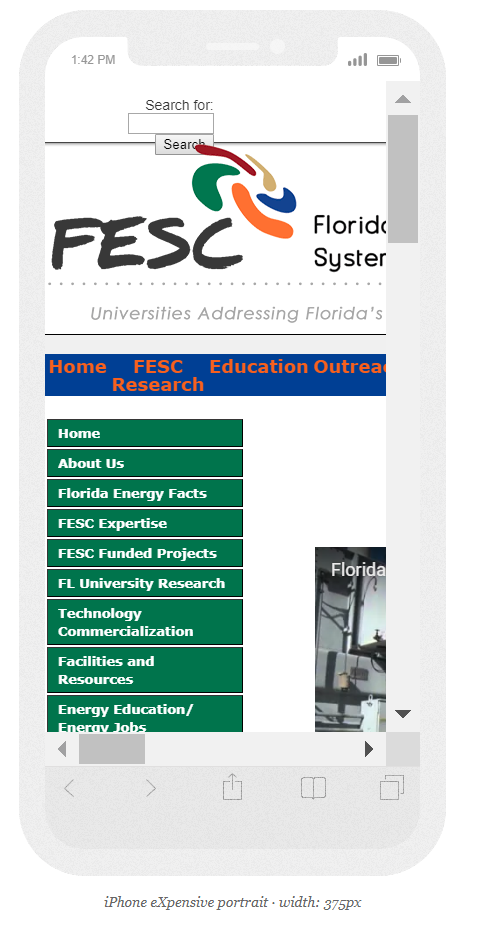 1:42 PM
Search for:
Search
FESC
Florida
System
Universities Addressing Florida's
Home FESC Education Outreac
Research
Home
About Us
Florida Energy Facts
FESC Expertise
FESC Funded Projects
FL University Research
Technology
Commercialization
Facilities and
Resources
Energy Education/
Energy Jobs
Florida
iPhone eXpensive portrait · width: 375px